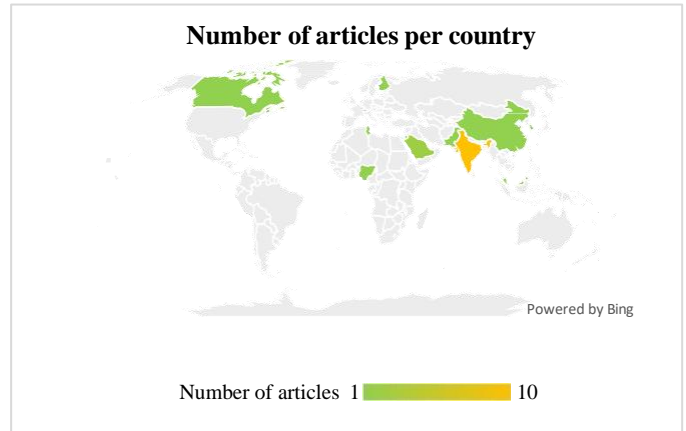 Number of articles per country
Powered by Bing
Number of articles 1 10